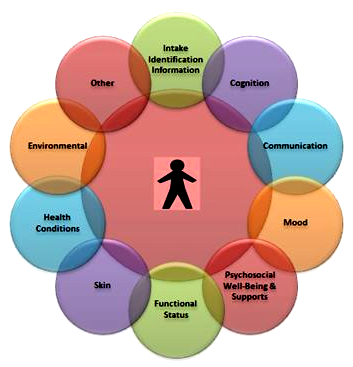 Intake
Identification
Information
Cognition
Communication
Mood
Psychosocial
Well-Being &
Supports
Functional
Status
Skin
Health
Conditions
Environmental
Other